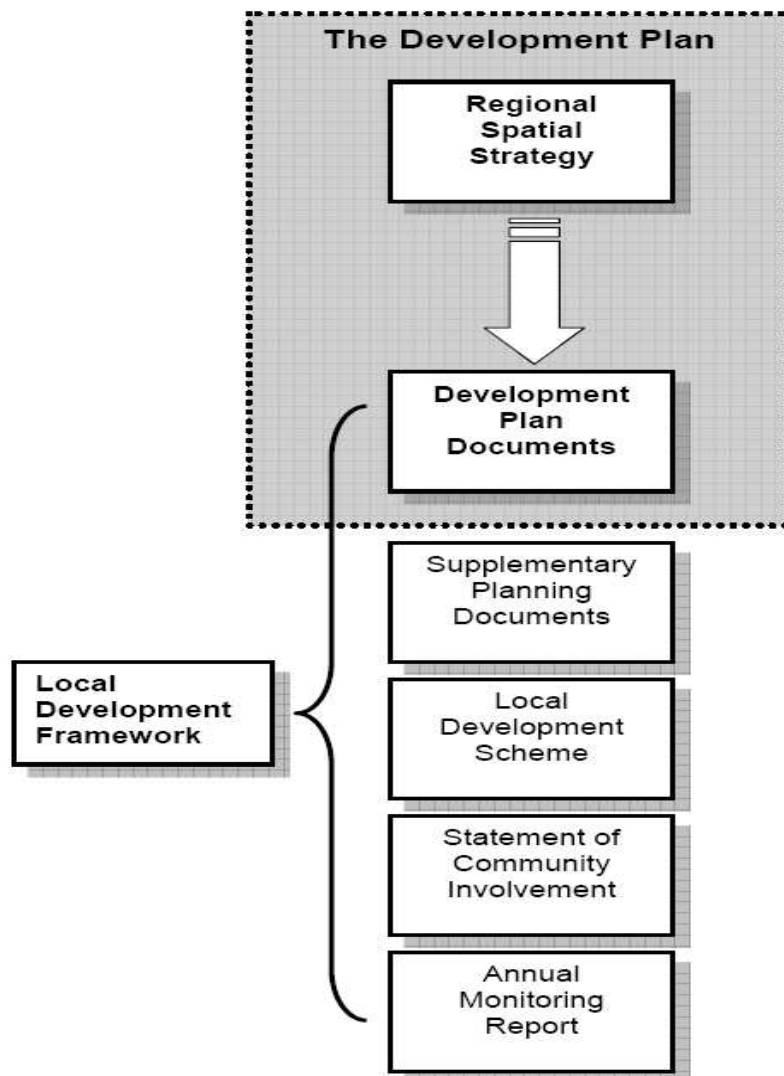 The Development Plan
Regional
Spatial
Strategy
Development
Plan
Documents
Supplementary
Planning
Documents
Local
Development
Framework
Local
Development
Scheme
Statement of
Community
Involvement
Annual
Monitoring
Report